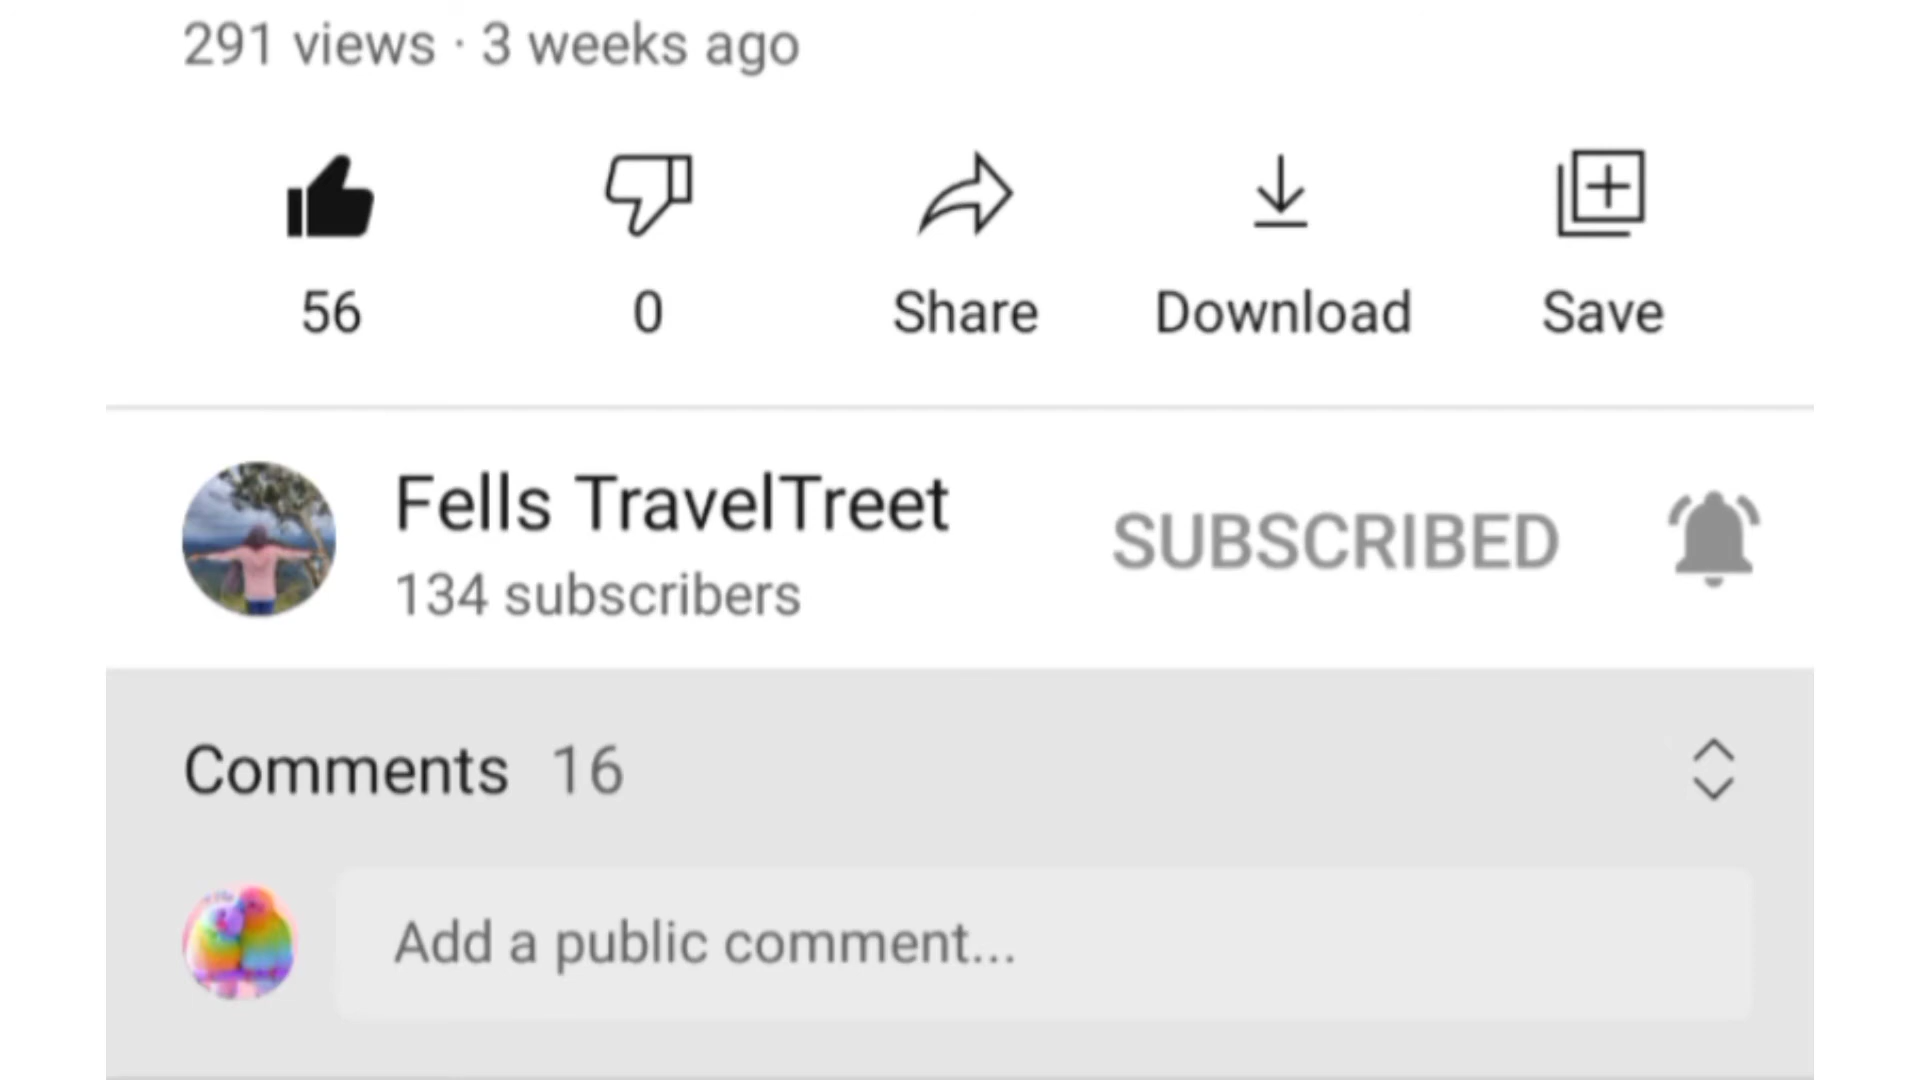 291 views · 3 weeks ago
56 0 Share Download Save
Fells TravelTreet
134 subscribers
SUBSCRIBED
Comments 16
Add a public comment...